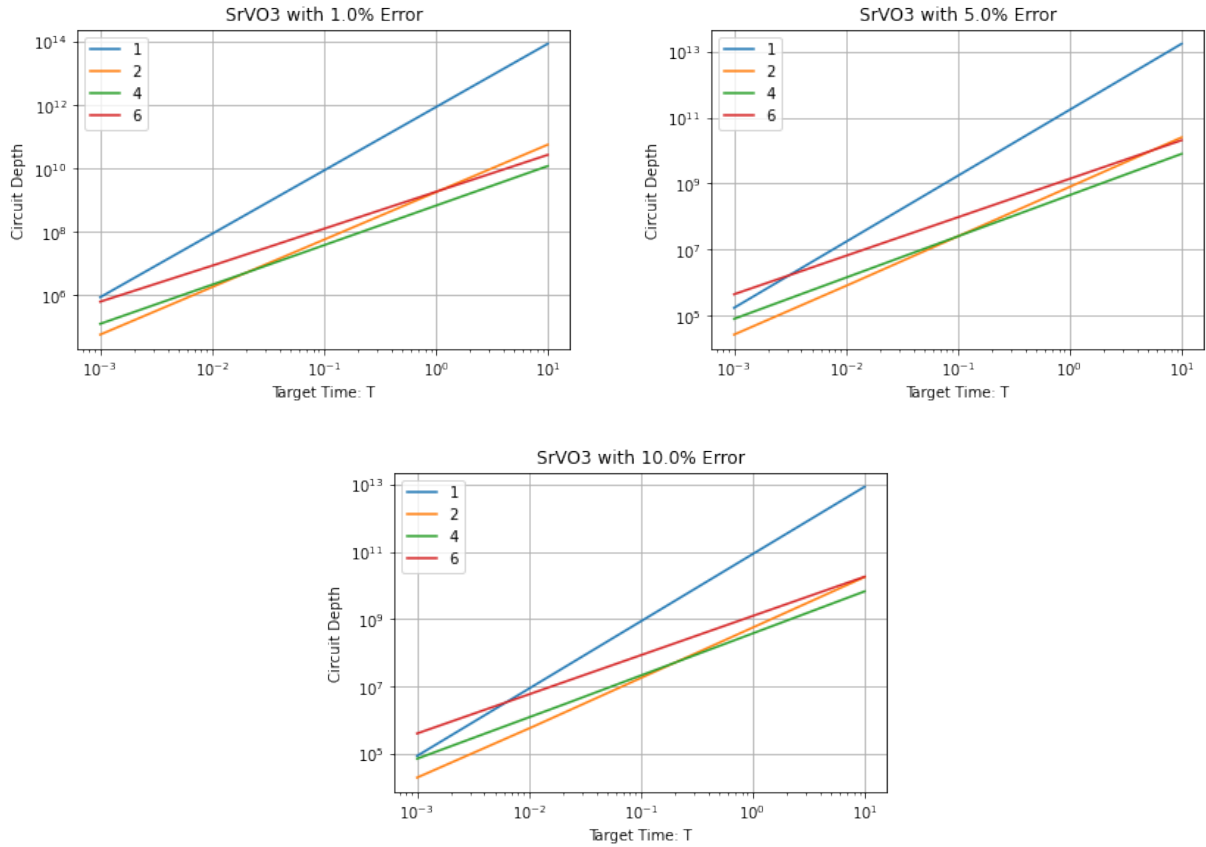 SrVO3 with 1.0% Error
10^14
10^12
10^10
10^8
10^6
Circuit Depth
1
2
4
6
10^-3 10^-2 10^-1 10^0 10^1
Target Time: T
SrVO3 with 5.0% Error
10^13
10^11
10^9
10^7
10^5
Circuit Depth
1
2
4
6
10^-3 10^-2 10^-1 10^0 10^1
Target Time: T
SrVO3 with 10.0% Error
10^13
10^11
10^9
10^7
10^5
Circuit Depth
1
2
4
6
10^-3 10^-2 10^-1 10^0 10^1
Target Time: T